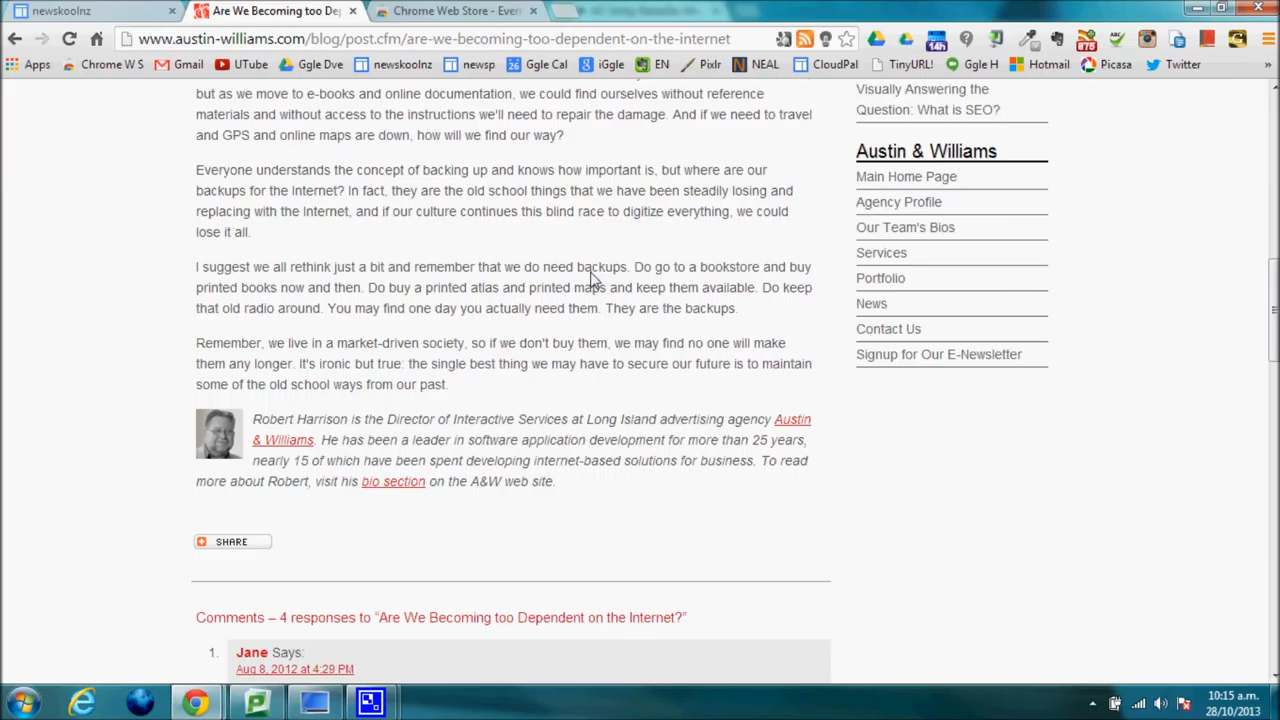 newskoolnz
Are We Becoming too De
Chrome Web Store - Ever
www.austin-williams.com/blog/post.cfm/are-we-becoming-too-dependent-on-the-internet
14h
875
Apps
Chrome W S
Gmail
UTube
Ggle Dve
newskoolnz
newsp
26 Ggle Cal
iGgle
EN
Pixlr
NEAL
CloudPal
TinyURL!
Ggle H
Hotmail
Picasa
Twitter
»
but as we move to e-books and online documentation, we could find ourselves without reference
materials and without access to the instructions we'll need to repair the damage. And if we need to travel
and GPS and online maps are down, how will we find our way?
Everyone understands the concept of backing up and knows how important is, but where are our
backups for the Internet? In fact, they are the old school things that we have been steadily losing and
replacing with the Internet, and if our culture continues this blind race to digitize everything, we could
lose it all.
I suggest we all rethink just a bit and remember that we do need backups. Do go to a bookstore and buy
printed books now and then. Do buy a printed atlas and printed maps and keep them available. Do keep
that old radio around. You may find one day you actually need them. They are the backups.
Remember, we live in a market-driven society, so if we don't buy them, we may find no one will make
them any longer. It's ironic but true: the single best thing we may have to secure our future is to maintain
some of the old school ways from our past.
Robert Harrison is the Director of Interactive Services at Long Island advertising agency Austin
& Williams. He has been a leader in software application development for more than 25 years,
nearly 15 of which have been spent developing internet-based solutions for business. To read
more about Robert, visit his bio section on the A&W web site.
SHARE
Comments – 4 responses to “Are We Becoming too Dependent on the Internet?”
1. Jane Says:
Aug 8, 2012 at 4:29 PM
Visually Answering the
Question: What is SEO?
Austin & Williams
Main Home Page
Agency Profile
Our Team's Bios
Services
Portfolio
News
Contact Us
Signup for Our E-Newsletter
10:15 a.m.
28/10/2013